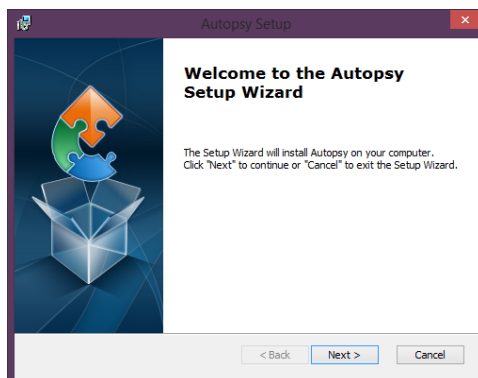 Autopsy Setup
Welcome to the Autopsy
Setup Wizard
The Setup Wizard will install Autopsy on your computer.
Click "Next" to continue or "Cancel" to exit the Setup Wizard.
< Back Next > Cancel